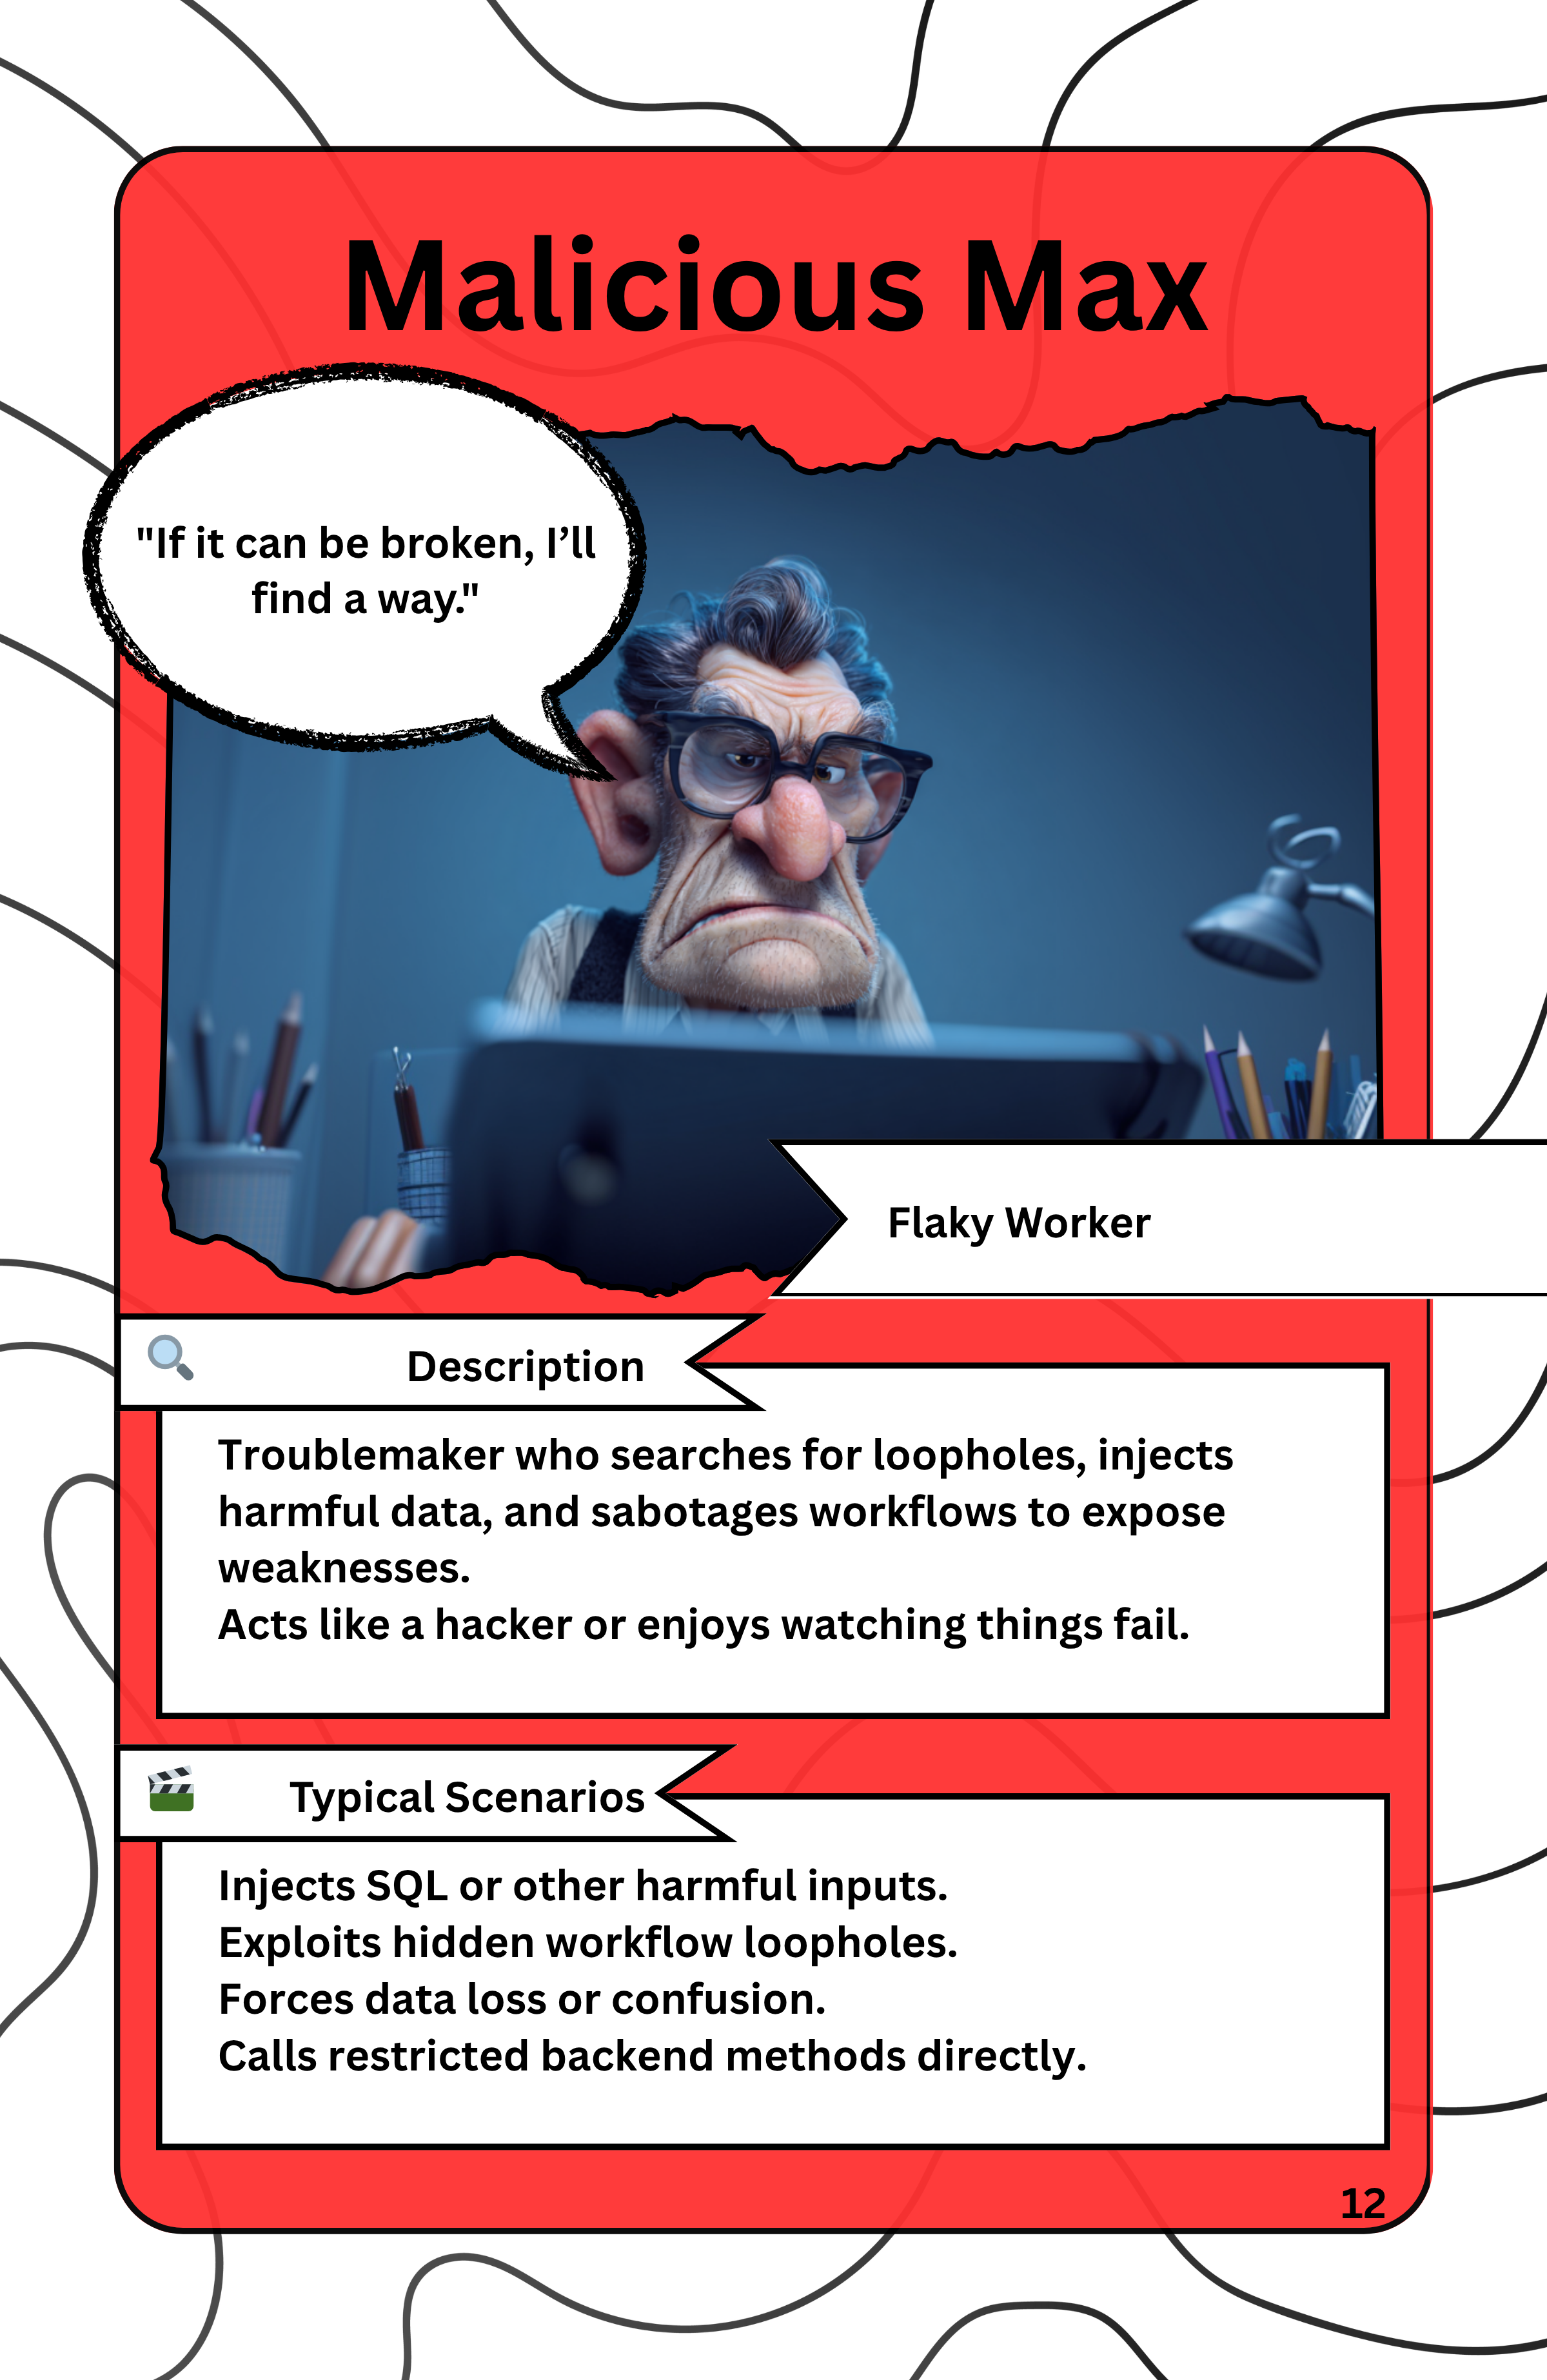 Malicious Max
"If it can be broken, I’ll
find a way."
Flaky Worker
Description
Troublemaker who searches for loopholes, injects
harmful data, and sabotages workflows to expose
weaknesses.
Acts like a hacker or enjoys watching things fail.
Typical Scenarios
Injects SQL or other harmful inputs.
Exploits hidden workflow loopholes.
Forces data loss or confusion.
Calls restricted backend methods directly.
12